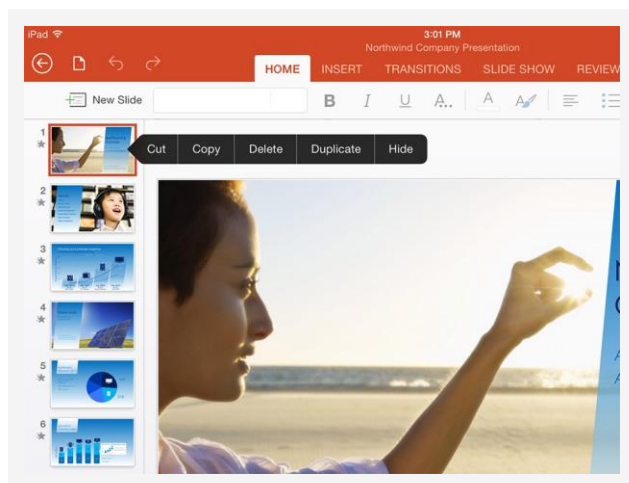 iPad 3:01 PM
Northwind Company Presentation
HOME INSERT TRANSITIONS SLIDE SHOW REVIEW
New Slide B I U A.. A A
1 Cut Copy Delete Duplicate Hide
2
3
4
5
6